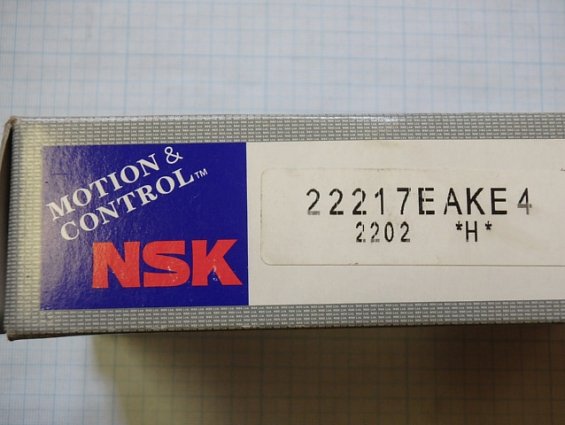 MOTION &
CONTROL™
NSK
22217EAKE4
2202 *H*